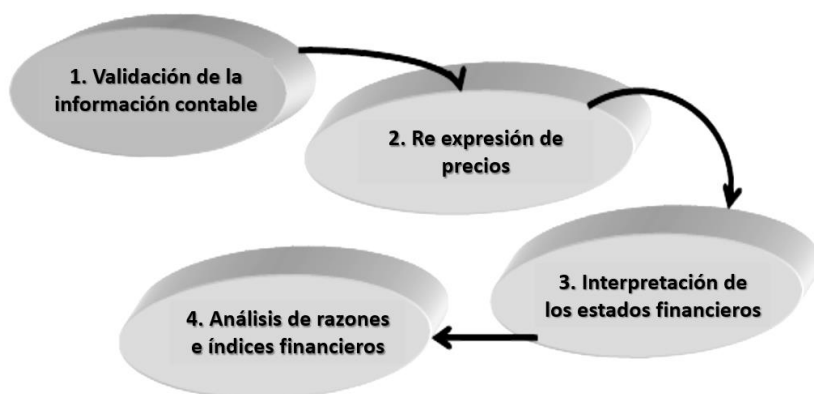 1. Validación de la
información contable
2. Re expresión de
precios
3. Interpretación de
los estados financieros
4. Análisis de razones
e índices financieros